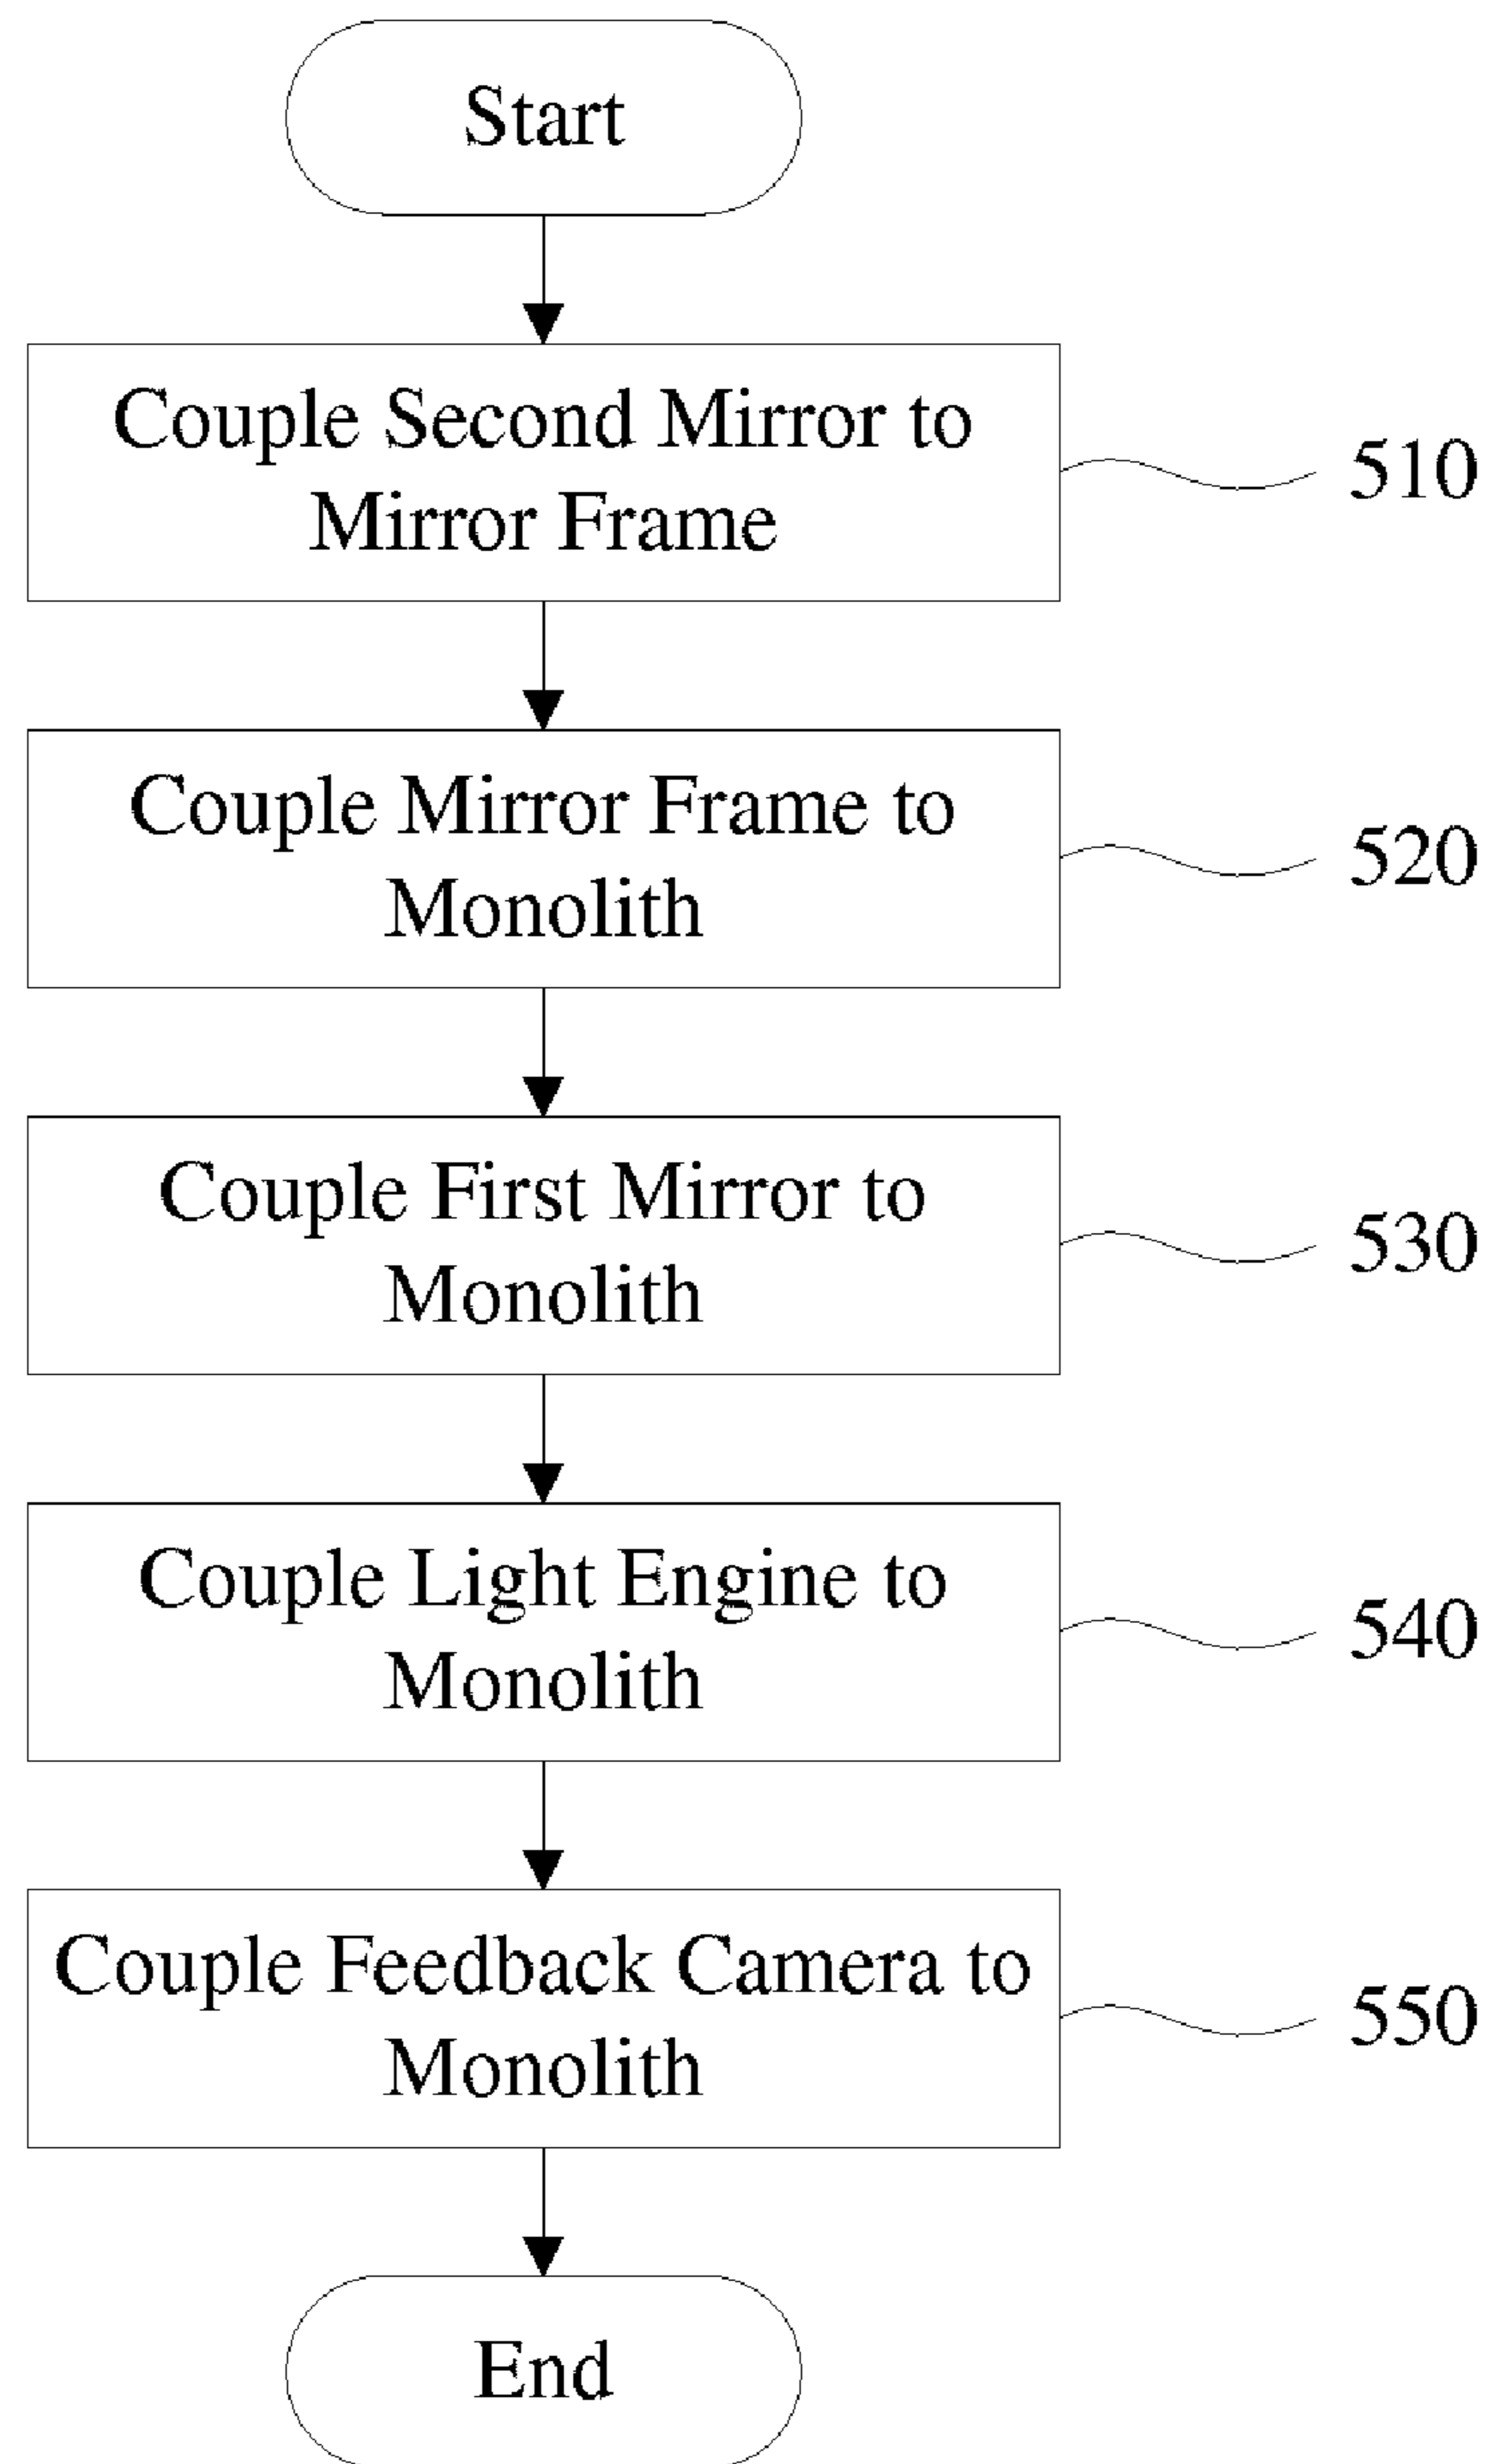 Start
Couple Second Mirror to
Mirror Frame
510
Couple Mirror Frame to
Monolith
520
Couple First Mirror to
Monolith
530
Couple Light Engine to
Monolith
540
Couple Feedback Camera to
Monolith
550
End